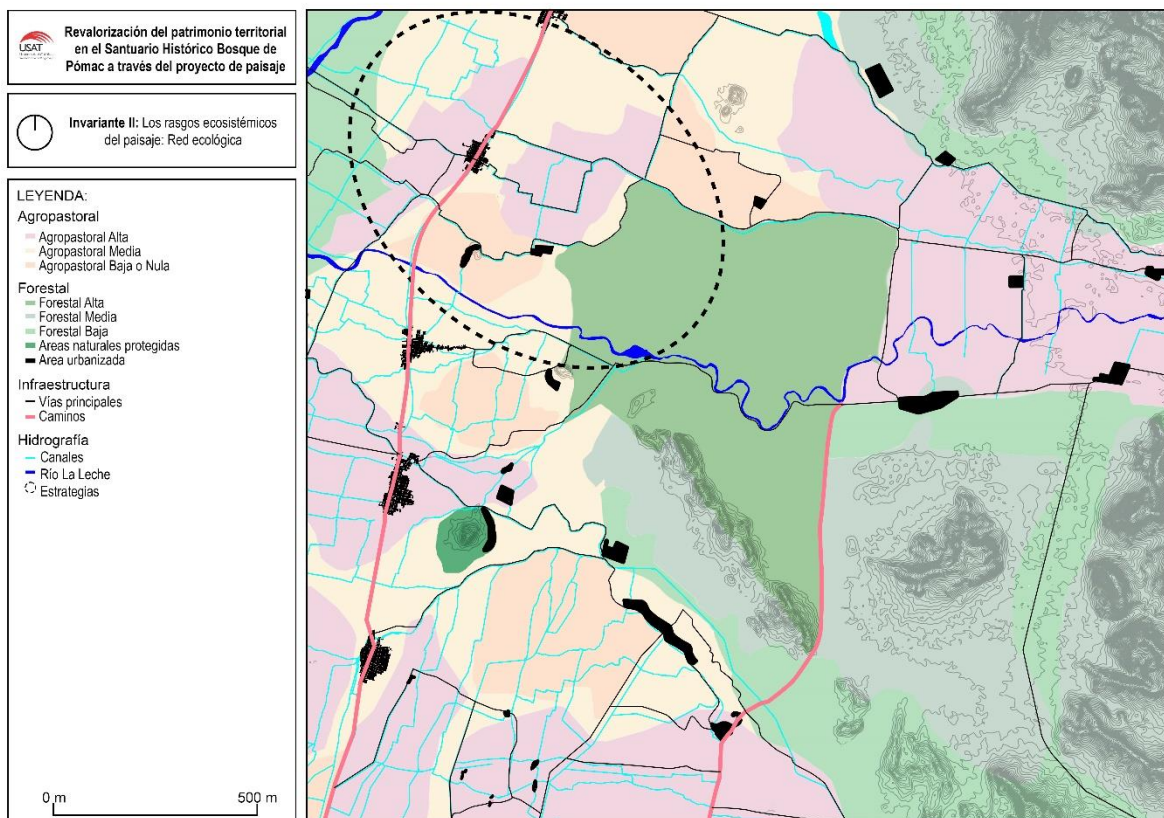 USAT
Revalorización del patrimonio territorial
en el Santuario Histórico Bosque de
Pómac a través del proyecto de paisaje
Invariante II: Los rasgos ecosistémicos
del paisaje: Red ecológica
LEYENDA:
Agropastoral
Agropastoral Alta
Agropastoral Media
Agropastoral Baja o Nula
Forestal
Forestal Alta
Forestal Media
Forestal Baja
Areas naturales protegidas
Area urbanizada
Infraestructura
Vías principales
Caminos
Hidrografía
Canales
Río La Leche
Estrategias
0 m 500 m